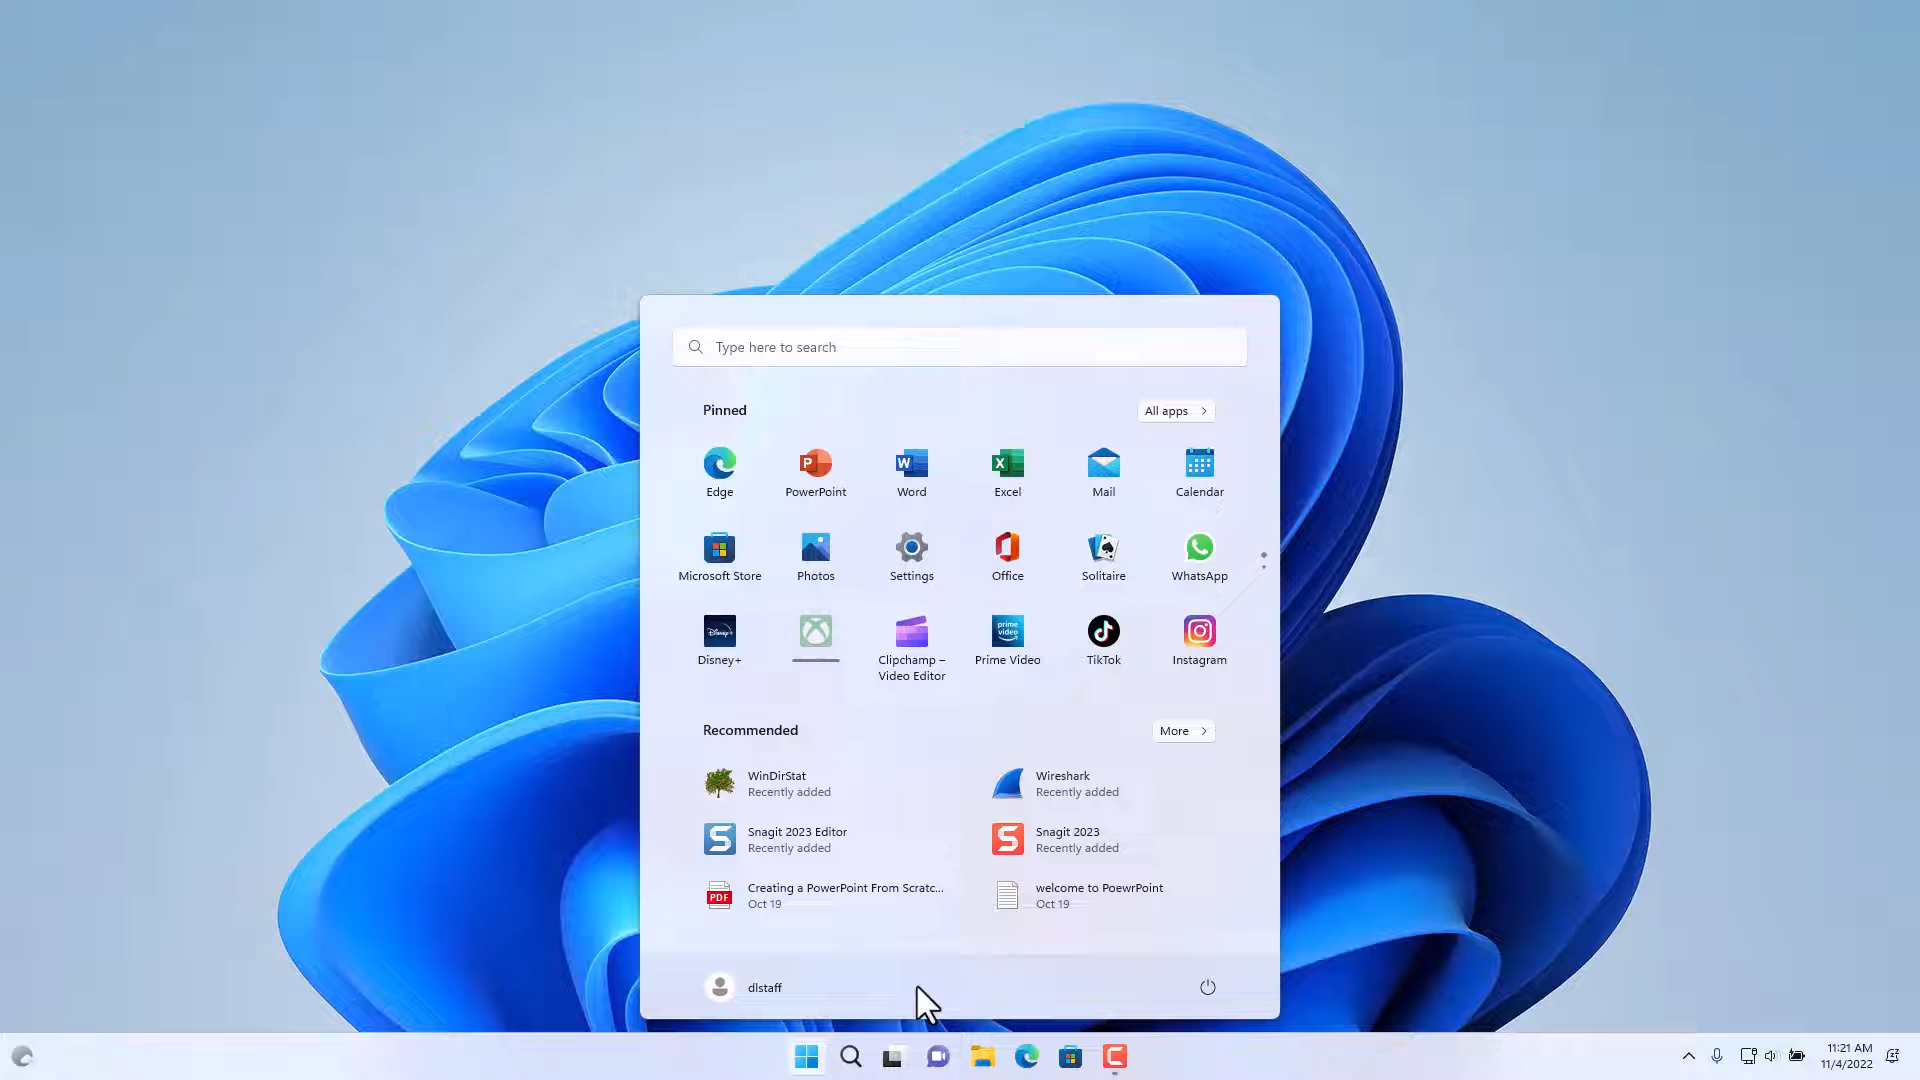 Type here to search
Pinned
All apps
Edge
PowerPoint
Word
Excel
Mail
Calendar
Microsoft Store
Photos
Settings
Office
Solitaire
WhatsApp
Disney+
prime video
Clipchamp –
Video Editor
Prime Video
TikTok
Instagram
Recommended
More
WinDirStat
Recently added
Wireshark
Recently added
Snagit 2023 Editor
Recently added
Snagit 2023
Recently added
PDF
Creating a PowerPoint From Scratc...
Oct 19
welcome to PoewrPoint
Oct 19
dlstaff
11:21 AM
11/4/2022